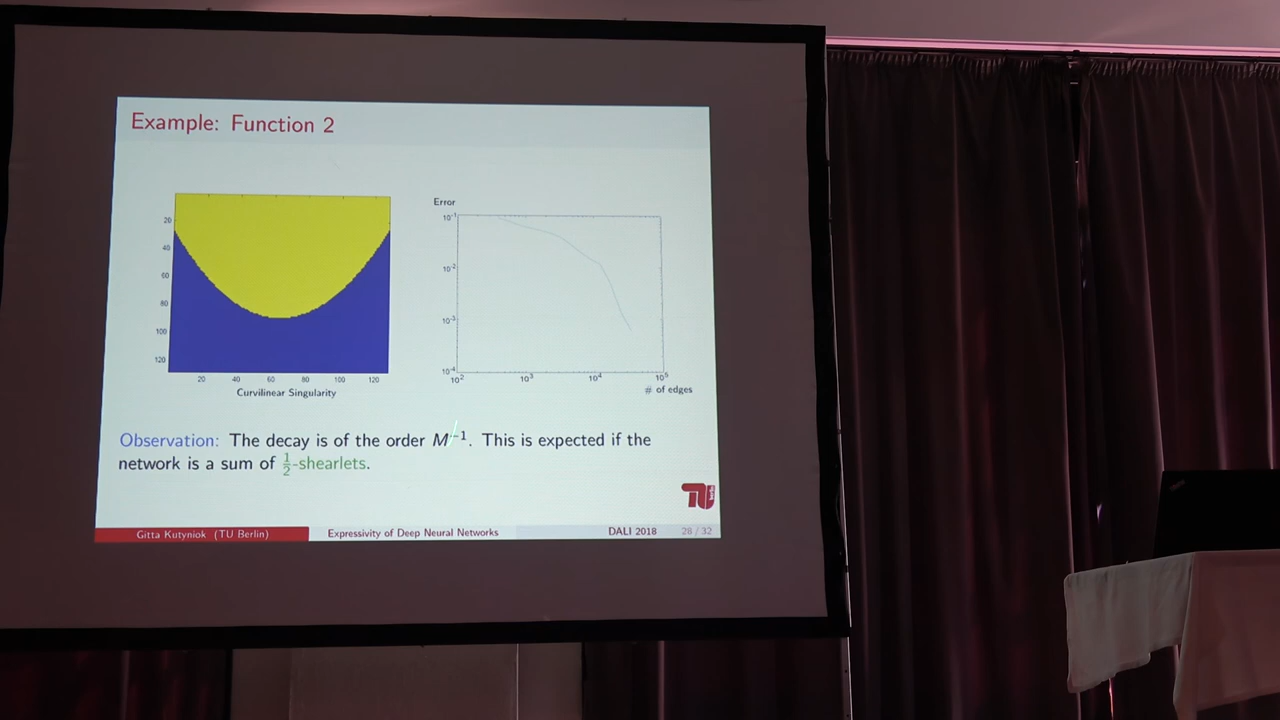 Example: Function 2
Error
20
40
60
80
100
120
20 40 60 80 100 120
Curvilinear Singularity
10^-1
10^-2
10^-3
10^-4
10^2 10^3 10^4 10^5
# of edges
Observation: The decay is of the order M^-1. This is expected if the
network is a sum of 1/2-shearlets.
TU
Gitta Kutyniok (TU Berlin) Expressivity of Deep Neural Networks DALI 2018 28 / 32